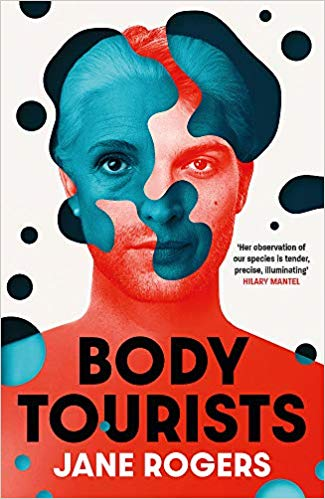 'Her observation of
our species is tender,
precise, illuminating'
HILARY MANTEL
BODY
TOURISTS
JANE ROGERS